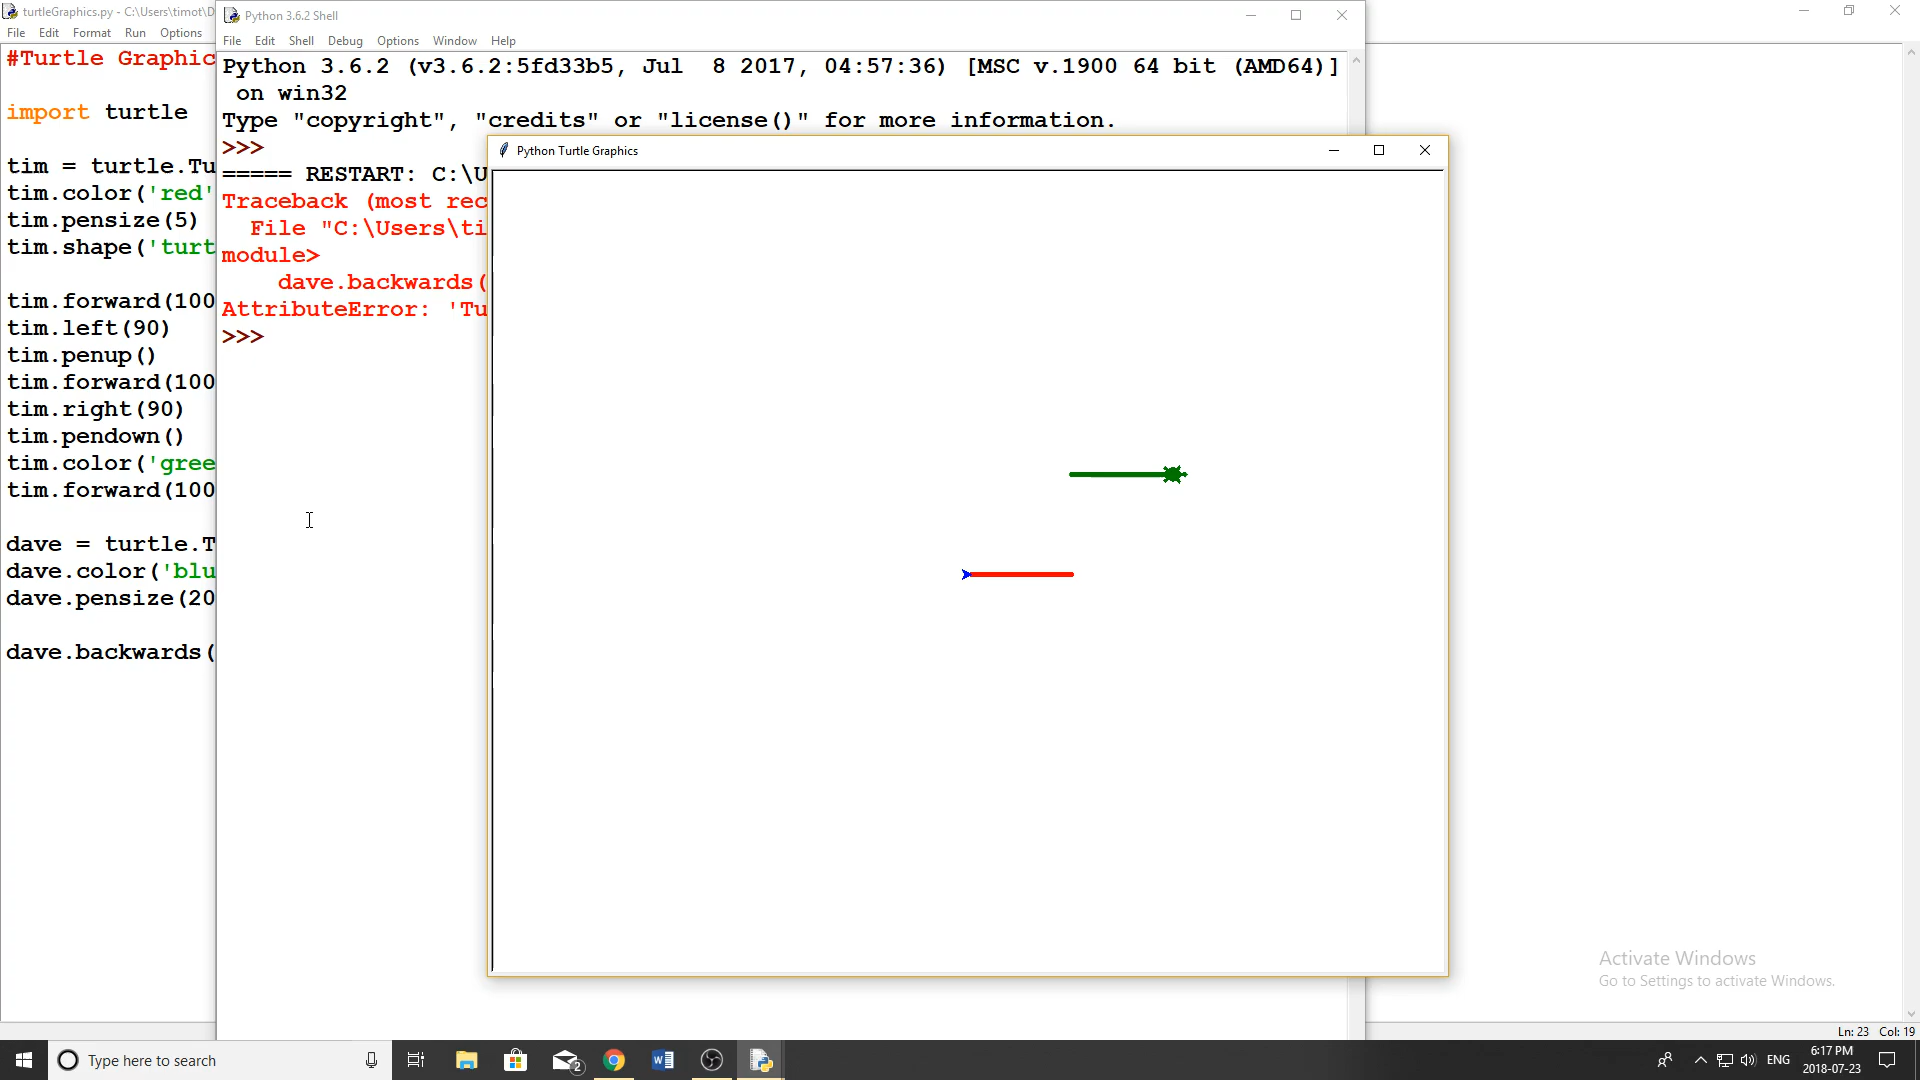 turtleGraphics.py - C:\Users\timot\D
File Edit Format Run Options
#Turtle Graphic
import turtle
tim = turtle.Tu
tim.color('red'
tim.pensize(5)
tim.shape('turt
tim.forward(100
tim.left(90)
tim.penup()
tim.forward(100
tim.right(90)
tim.pendown()
tim.color('gree
tim.forward(100
dave = turtle.T
dave.color('blu
dave.pensize(20
dave.backwards(
Python 3.6.2 Shell
File Edit Shell Debug Options Window Help
Python 3.6.2 (v3.6.2:5fd33b5, Jul  8 2017, 04:57:36) [MSC v.1900 64 bit (AMD64)]
on win32
Type "copyright", "credits" or "license()" for more information.
>>>
===== RESTART: C:\U
Traceback (most rec
File "C:\Users\ti
module>
dave.backwards(
AttributeError: 'Tu
>>>
Python Turtle Graphics
Activate Windows
Go to Settings to activate Windows.
Ln: 23 Col: 19
Type here to search
2
ENG
6:17 PM
2018-07-23